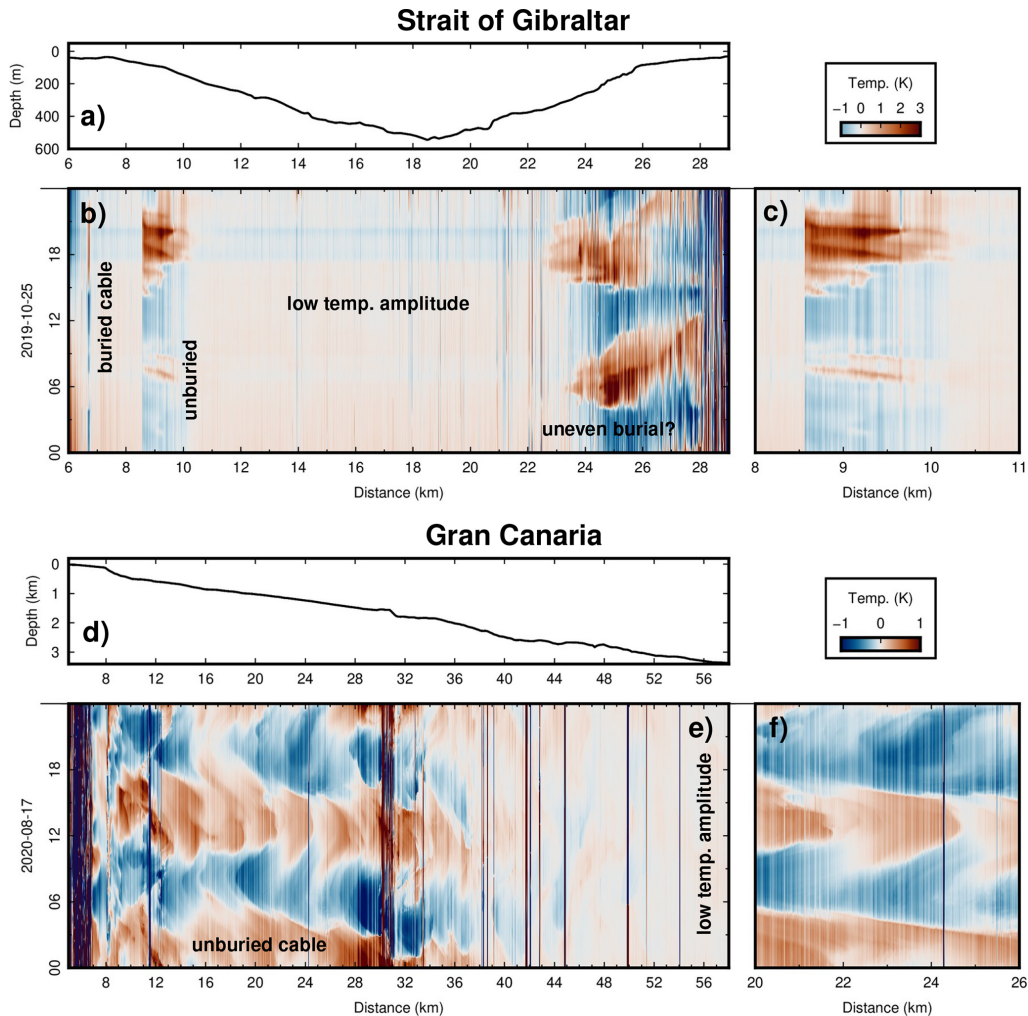 Strait of Gibraltar
Depth (m)
0
200
400
600
a)
6 8 10 12 14 16 18 20 22 24 26 28
Temp. (K)
−1 0 1 2 3
2019-10-25
00 06 12 18
b)
buried cable
unburied
low temp. amplitude
uneven burial?
6 8 10 12 14 16 18 20 22 24 26 28
Distance (km)
c)
8 9 10 11
Distance (km)
Gran Canaria
Depth (km)
0
1
2
3
d)
8 12 16 20 24 28 32 36 40 44 48 52 56
Temp. (K)
−1 0 1
2020-08-17
00 06 12 18
e)
unburied cable
low temp. amplitude
8 12 16 20 24 28 32 36 40 44 48 52 56
Distance (km)
f)
20 22 24 26
Distance (km)